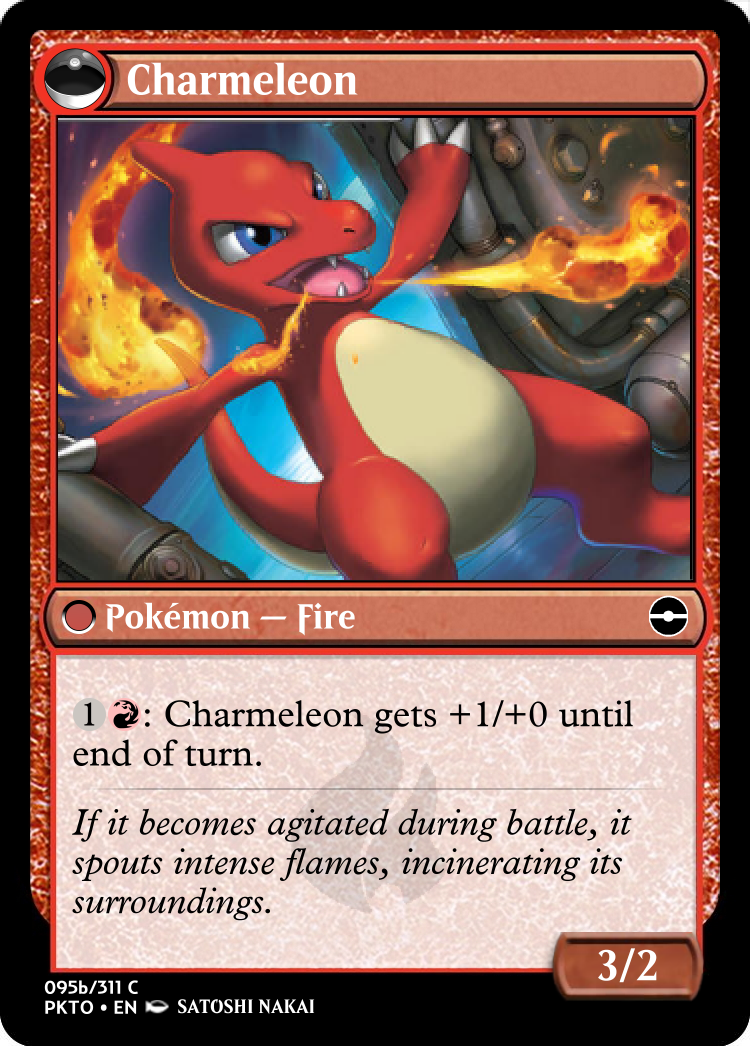 Charmeleon
Pokémon — Fire
1 : Charmeleon gets +1/+0 until
end of turn.
If it becomes agitated during battle, it
spouts intense flames, incinerating its
surroundings.
3/2
095b/311 C
PKTO • EN SATOSHI NAKAI